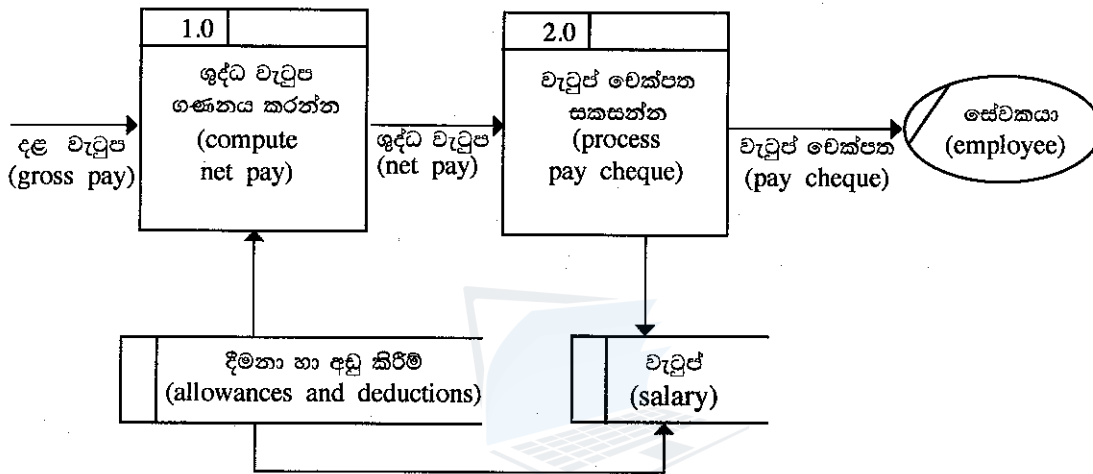 1.0
ශුද්ධ වැටුප
ගණනය කරන්න
(compute
net pay)
2.0
වැටුප් චෙක්පත
සකසන්න
(process
pay cheque)
සේවකයා
(employee)
දළ වැටුප
(gross pay)
ශුද්ධ වැටුප
(net pay)
වැටුප් චෙක්පත
(pay cheque)
දීමනා හා අඩු කිරීම්
(allowances and deductions)
වැටුප්
(salary)